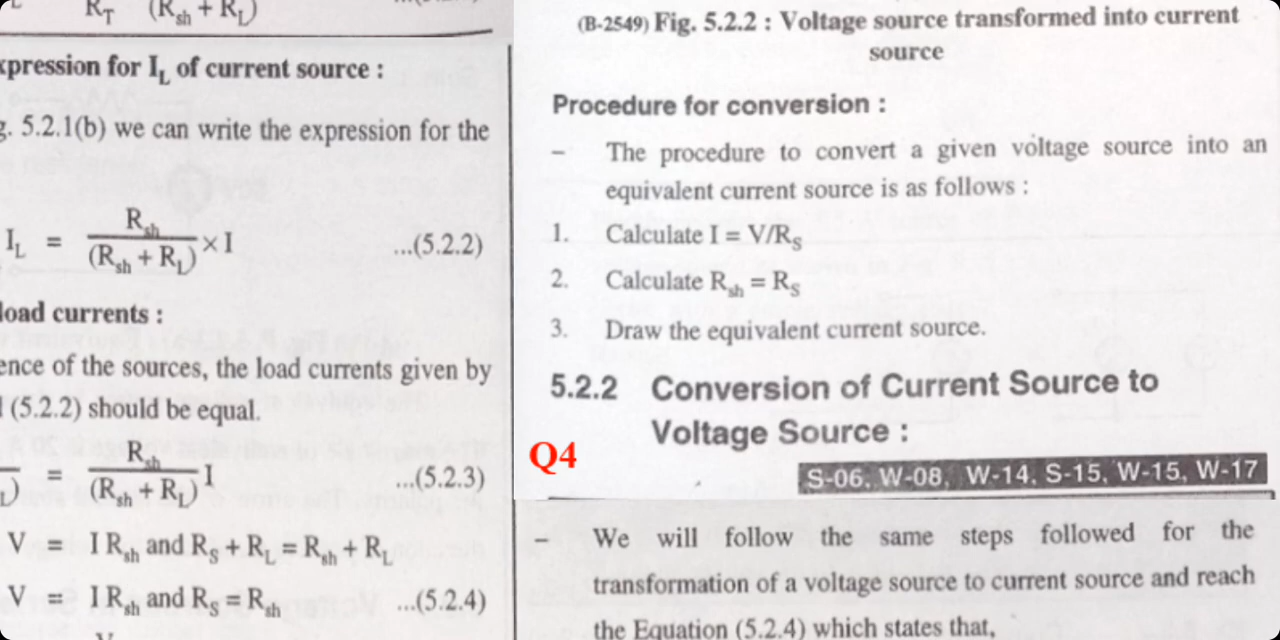 R_T (R_sh + R_L)
xpression for I_L of current source :
g. 5.2.1(b) we can write the expression for the
I_L = R_sh / (R_sh + R_L) × I ...(5.2.2)
load currents :
ence of the sources, the load currents given by
(5.2.2) should be equal.
= R_sh / (R_sh + R_L) I ...(5.2.3)
V = I R_sh and R_S + R_L = R_sh + R_L
V = I R_sh and R_S = R_sh ...(5.2.4)
(B-2549) Fig. 5.2.2 : Voltage source transformed into current
source
Procedure for conversion :
– The procedure to convert a given voltage source into an
equivalent current source is as follows :
1. Calculate I = V/R_S
2. Calculate R_sh = R_S
3. Draw the equivalent current source.
5.2.2 Conversion of Current Source to
Voltage Source :
Q4
S-06, W-08, W-14, S-15, W-15, W-17
– We will follow the same steps followed for the
transformation of a voltage source to current source and reach
the Equation (5.2.4) which states that,